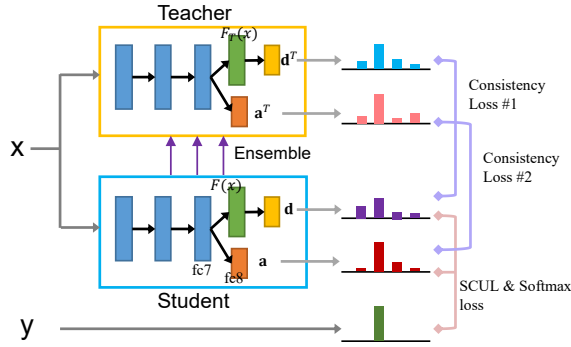 Teacher
F_T(x)
d^T
a^T
Consistency
Loss #1
x
Ensemble
Consistency
Loss #2
F(x)
d
a
fc7
fc8
SCUL & Softmax
loss
Student
y